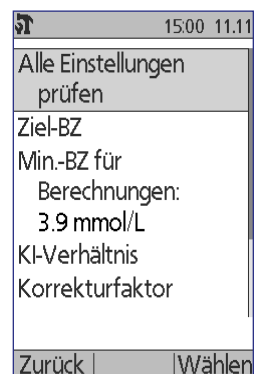 15:00 11.11
Alle Einstellungen
prüfen
Ziel-BZ
Min.-BZ für
Berechnungen:
3.9 mmol/L
KI-Verhältnis
Korrekturfaktor
Zurück Wählen